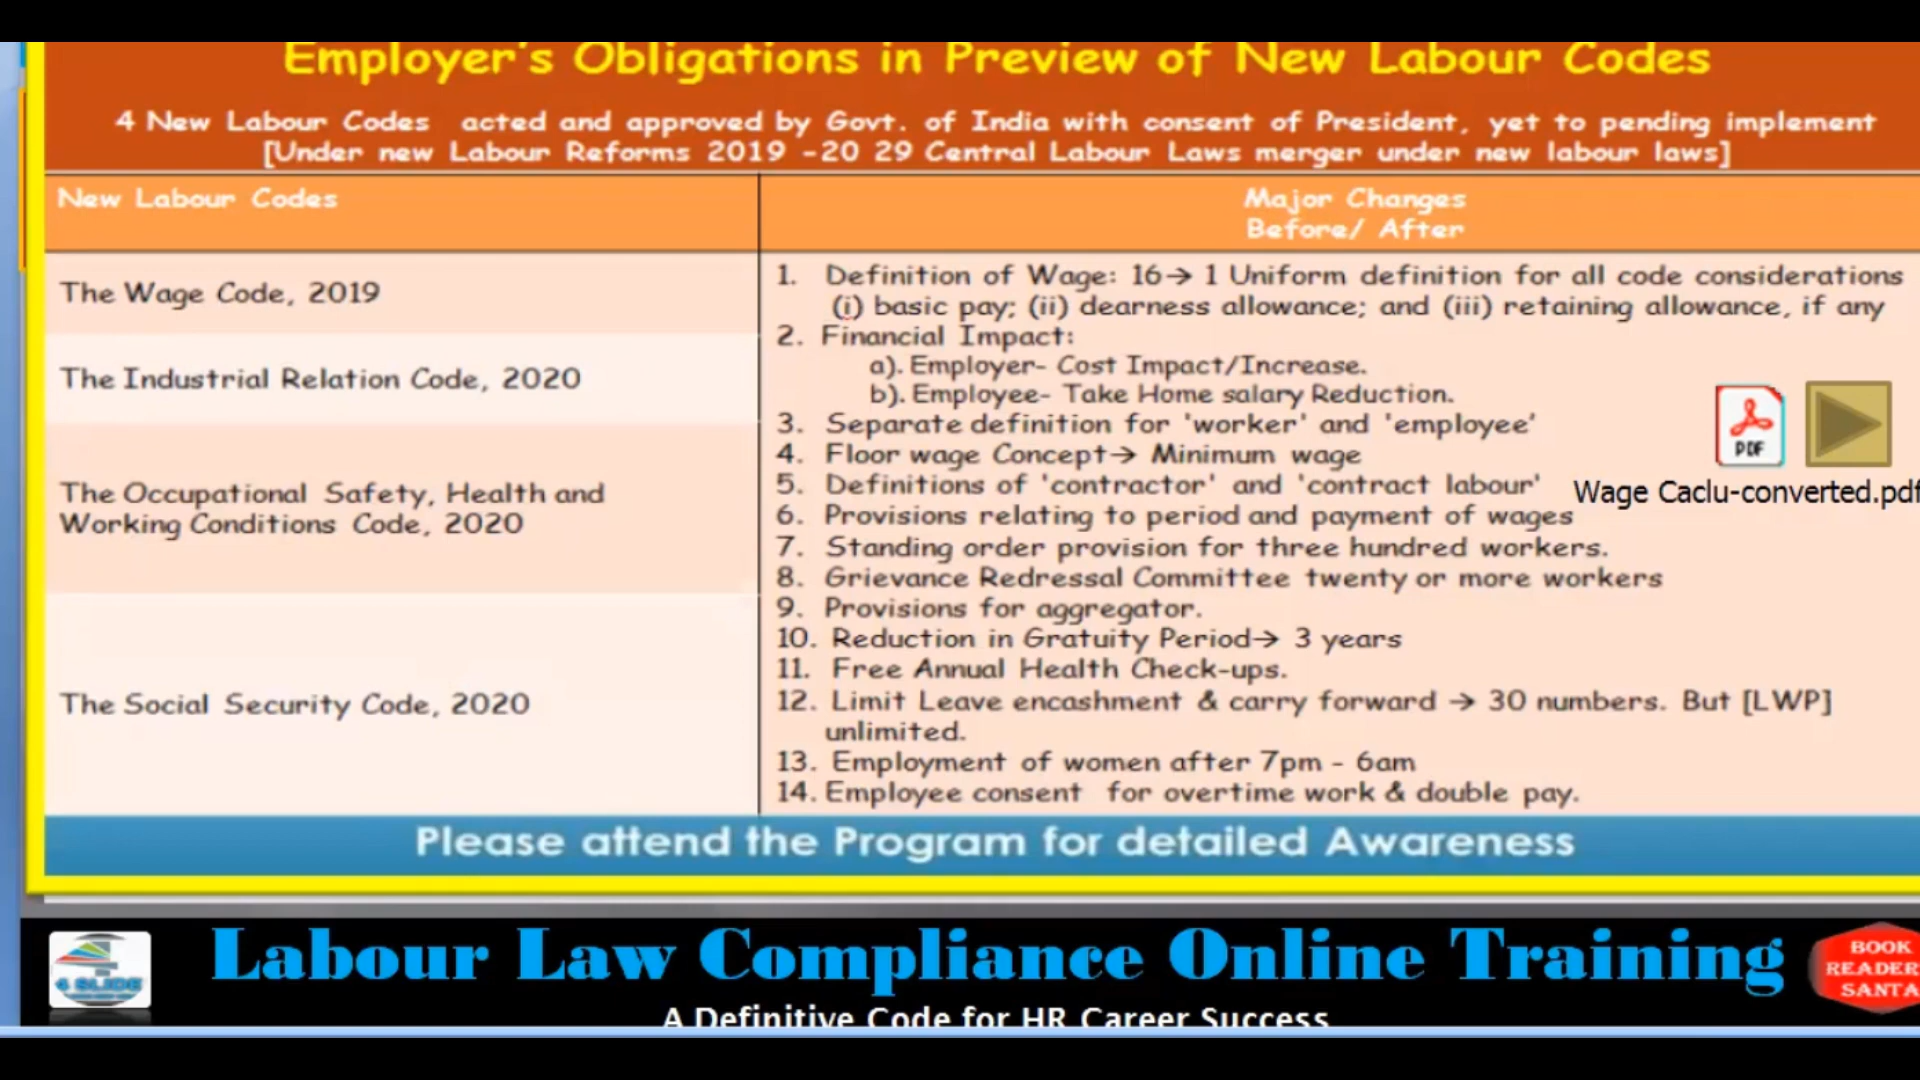 Employer's Obligations in Preview of New Labour Codes
4 New Labour Codes acted and approved by Govt. of India with consent of President, yet to pending implement
[Under new Labour Reforms 2019 -20 29 Central Labour Laws merger under new labour laws]
New Labour Codes
Major Changes
Before/ After
The Wage Code, 2019
The Industrial Relation Code, 2020
The Occupational Safety, Health and
Working Conditions Code, 2020
The Social Security Code, 2020
1. Definition of Wage: 16→ 1 Uniform definition for all code considerations
(i) basic pay; (ii) dearness allowance; and (iii) retaining allowance, if any
2. Financial Impact:
a). Employer- Cost Impact/Increase.
b). Employee- Take Home salary Reduction.
3. Separate definition for 'worker' and 'employee'
4. Floor wage Concept→ Minimum wage
5. Definitions of 'contractor' and 'contract labour'
6. Provisions relating to period and payment of wages
7. Standing order provision for three hundred workers.
8. Grievance Redressal Committee twenty or more workers
9. Provisions for aggregator.
10. Reduction in Gratuity Period→ 3 years
11. Free Annual Health Check-ups.
12. Limit Leave encashment & carry forward → 30 numbers. But [LWP]
unlimited.
13. Employment of women after 7pm - 6am
14. Employee consent for overtime work & double pay.
PDF
Wage Caclu-converted.pdf
Please attend the Program for detailed Awareness
4 SLIDE
Labour Law Compliance Online Training
A Definitive Code for HR Career Success
BOOK
READER
SANTA